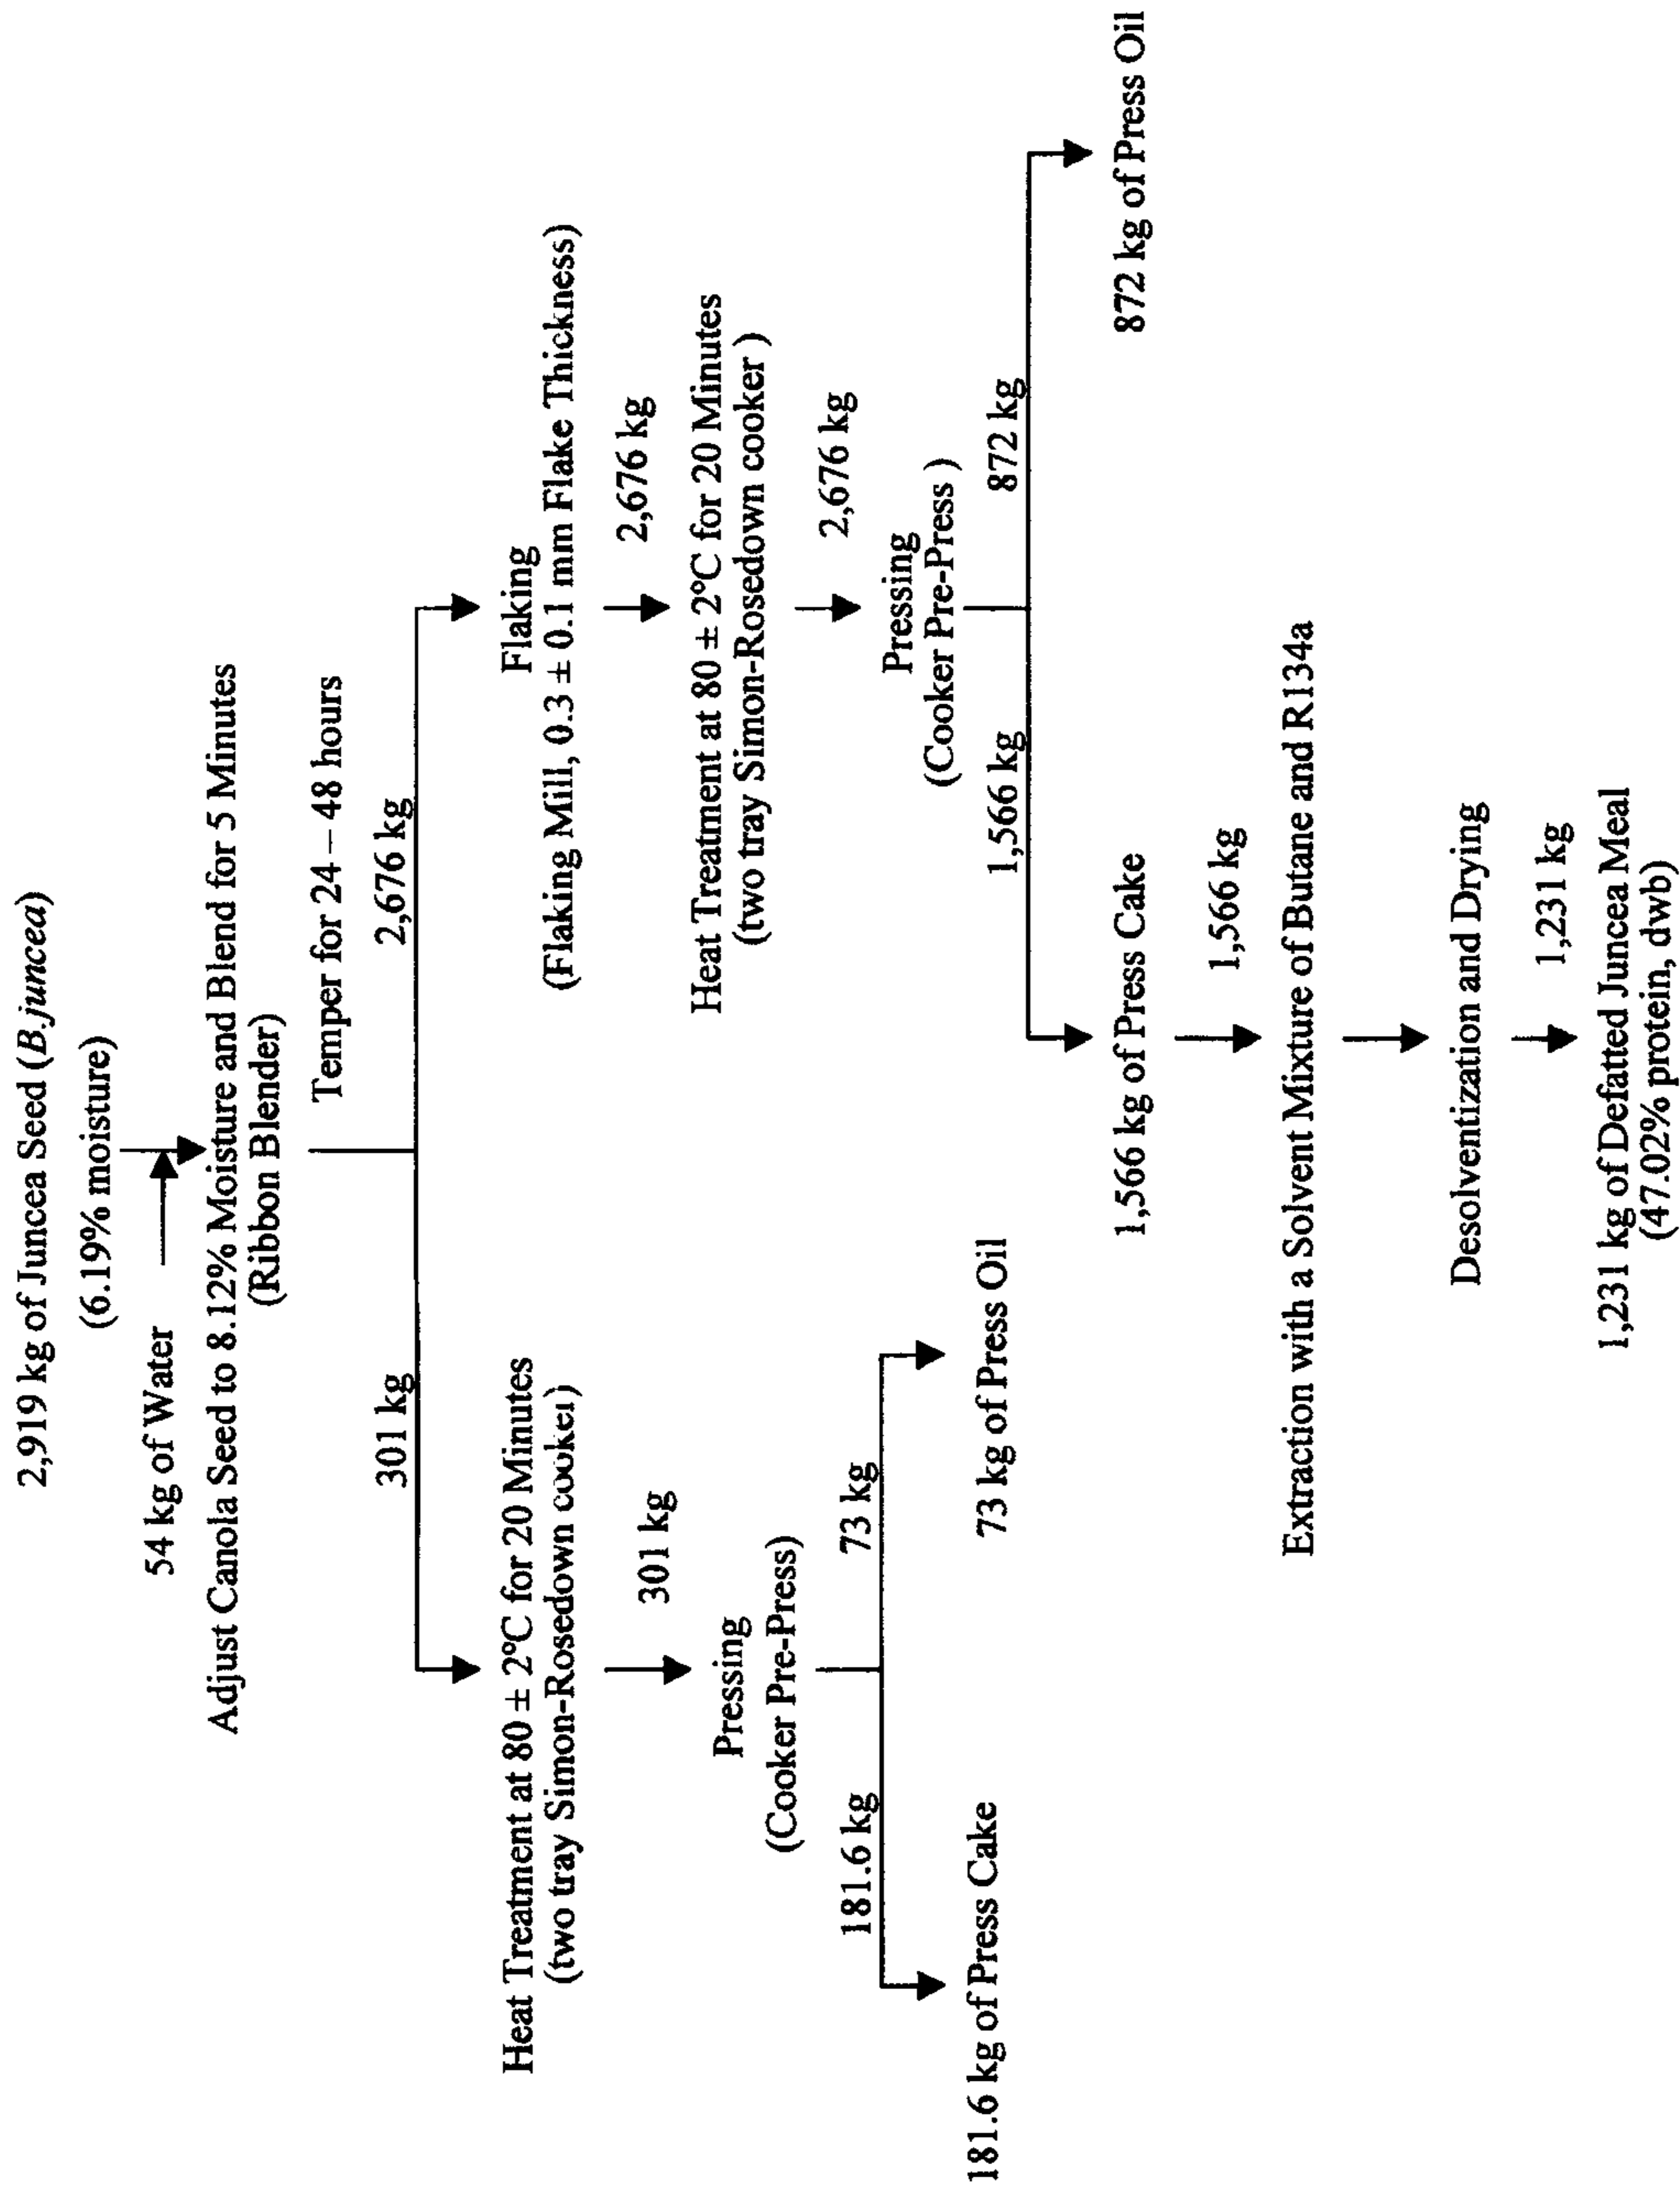 2,919 kg of Juncea Seed (B.juncea)
(6.19% moisture)
54 kg of Water
Adjust Canola Seed to 8.12% Moisture and Blend for 5 Minutes
(Ribbon Blender)
Temper for 24 – 48 hours
301 kg
2,676 kg
Heat Treatment at 80 ± 2°C for 20 Minutes
(two tray Simon-Rosedown cooker)
301 kg
Pressing
(Cooker Pre-Press)
181.6 kg
73 kg
181.6 kg of Press Cake
73 kg of Press Oil
Flaking
(Flaking Mill, 0.3 ± 0.1 mm Flake Thickness)
2,676 kg
Heat Treatment at 80 ± 2°C for 20 Minutes
(two tray Simon-Rosedown cooker )
2,676 kg
Pressing
(Cooker Pre-Press )
1,566 kg
872 kg
1,566 kg of Press Cake
872 kg of Press Oil
1,566 kg
Extraction with a Solvent Mixture of Butane and R134a
Desolventization and Drying
1,231 kg
1,231 kg of Defatted Juncea Meal
(47.02% protein, dwb)